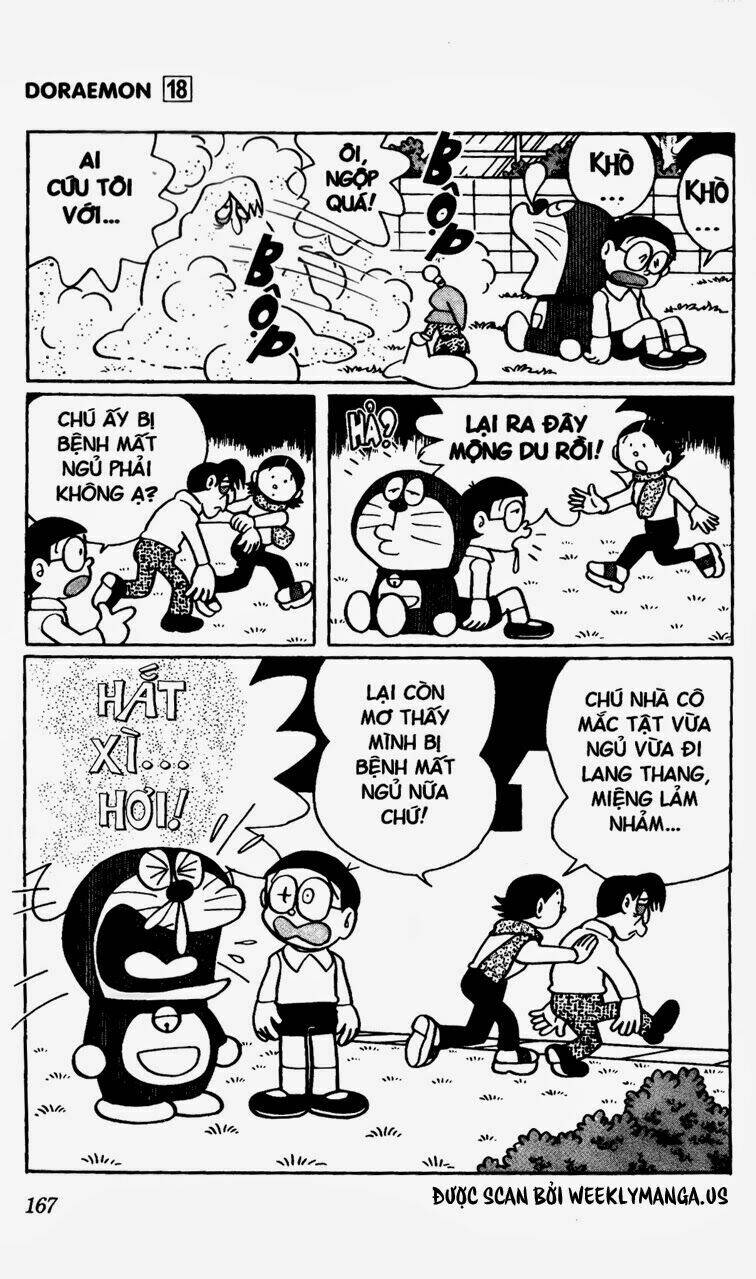 DORAEMON 18
KHÒ
...
KHÒ
...
BỘP
ÔI,
NGỘP
QUÁ!
BỘP
AI
CỨU TÔI
VỚI...
LẠI RA ĐÂY
MỘNG DU RỒI!
HẢ?
CHÚ ẤY BỊ
BỆNH MẤT
NGỦ PHẢI
KHÔNG Ạ?
CHÚ NHÀ CÔ
MẮC TẬT VỪA
NGỦ VỪA ĐI
LANG THANG,
MIỆNG LẢM
NHẢM...
LẠI CÒN
MƠ THẤY
MÌNH BỊ
BỆNH MẤT
NGỦ NỮA
CHỨ!
HẮT
XÌ...
HƠI!
167
ĐƯỢC SCAN BỞI WEEKLYMANGA.US